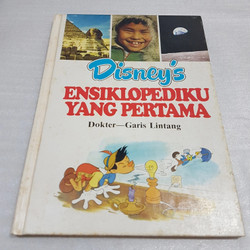 Disney's
ENSIKLOPEDIKU
YANG PERTAMA
Dokter—Garis Lintang